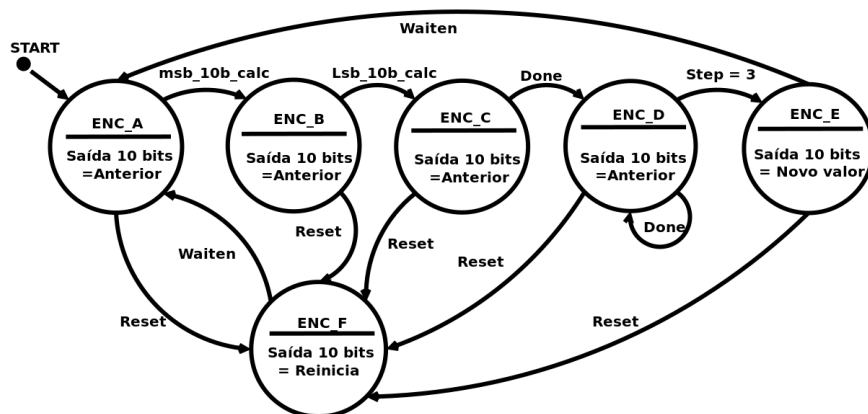 Waiten
START
msb_10b_calc
Lsb_10b_calc
Done
Step = 3
ENC_A
Saída 10 bits
=Anterior
ENC_B
Saída 10 bits
=Anterior
ENC_C
Saída 10 bits
=Anterior
ENC_D
Saída 10 bits
=Anterior
ENC_E
Saída 10 bits
= Novo valor
Done
Reset
Reset
Waiten
Reset
Reset
Reset
ENC_F
Saída 10 bits
= Reinicia